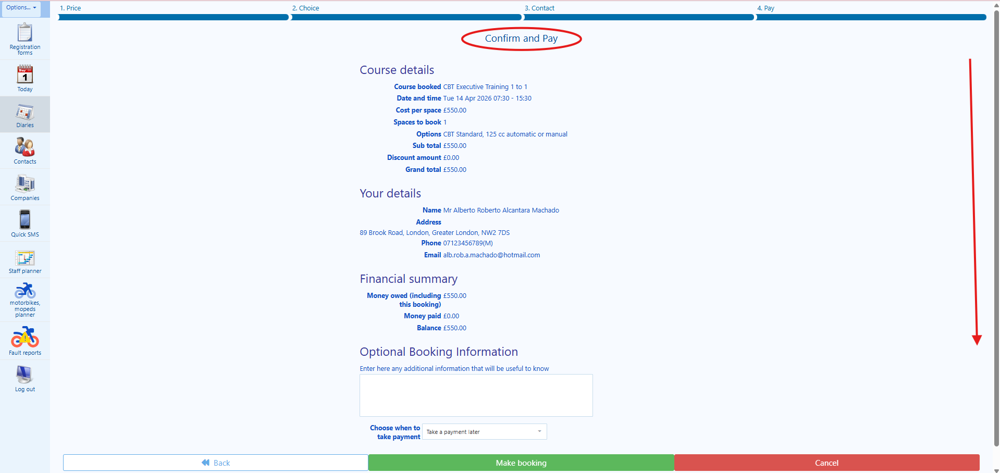 Options...
1. Price
2. Choice
3. Contact
4. Pay
Registration
forms
Day
1
Today
Diaries
Contacts
Companies
Quick SMS
Staff planner
motorbikes,
mopeds
planner
Fault reports
Log out
Confirm and Pay
Course details
Course booked CBT Executive Training 1 to 1
Date and time Tue 14 Apr 2026 07:30 - 15:30
Cost per space £550.00
Spaces to book 1
Options CBT Standard, 125 cc automatic or manual
Sub total £550.00
Discount amount £0.00
Grand total £550.00
Your details
Name Mr Alberto Roberto Alcantara Machado
Address
89 Brook Road, London, Greater London, NW2 7DS
Phone 07123456789(M)
Email alb.rob.a.machado@hotmail.com
Financial summary
Money owed (including £550.00
this booking)
Money paid £0.00
Balance £550.00
Optional Booking Information
Enter here any additional information that will be useful to know
Choose when to
take payment
Take a payment later
Back
Make booking
Cancel